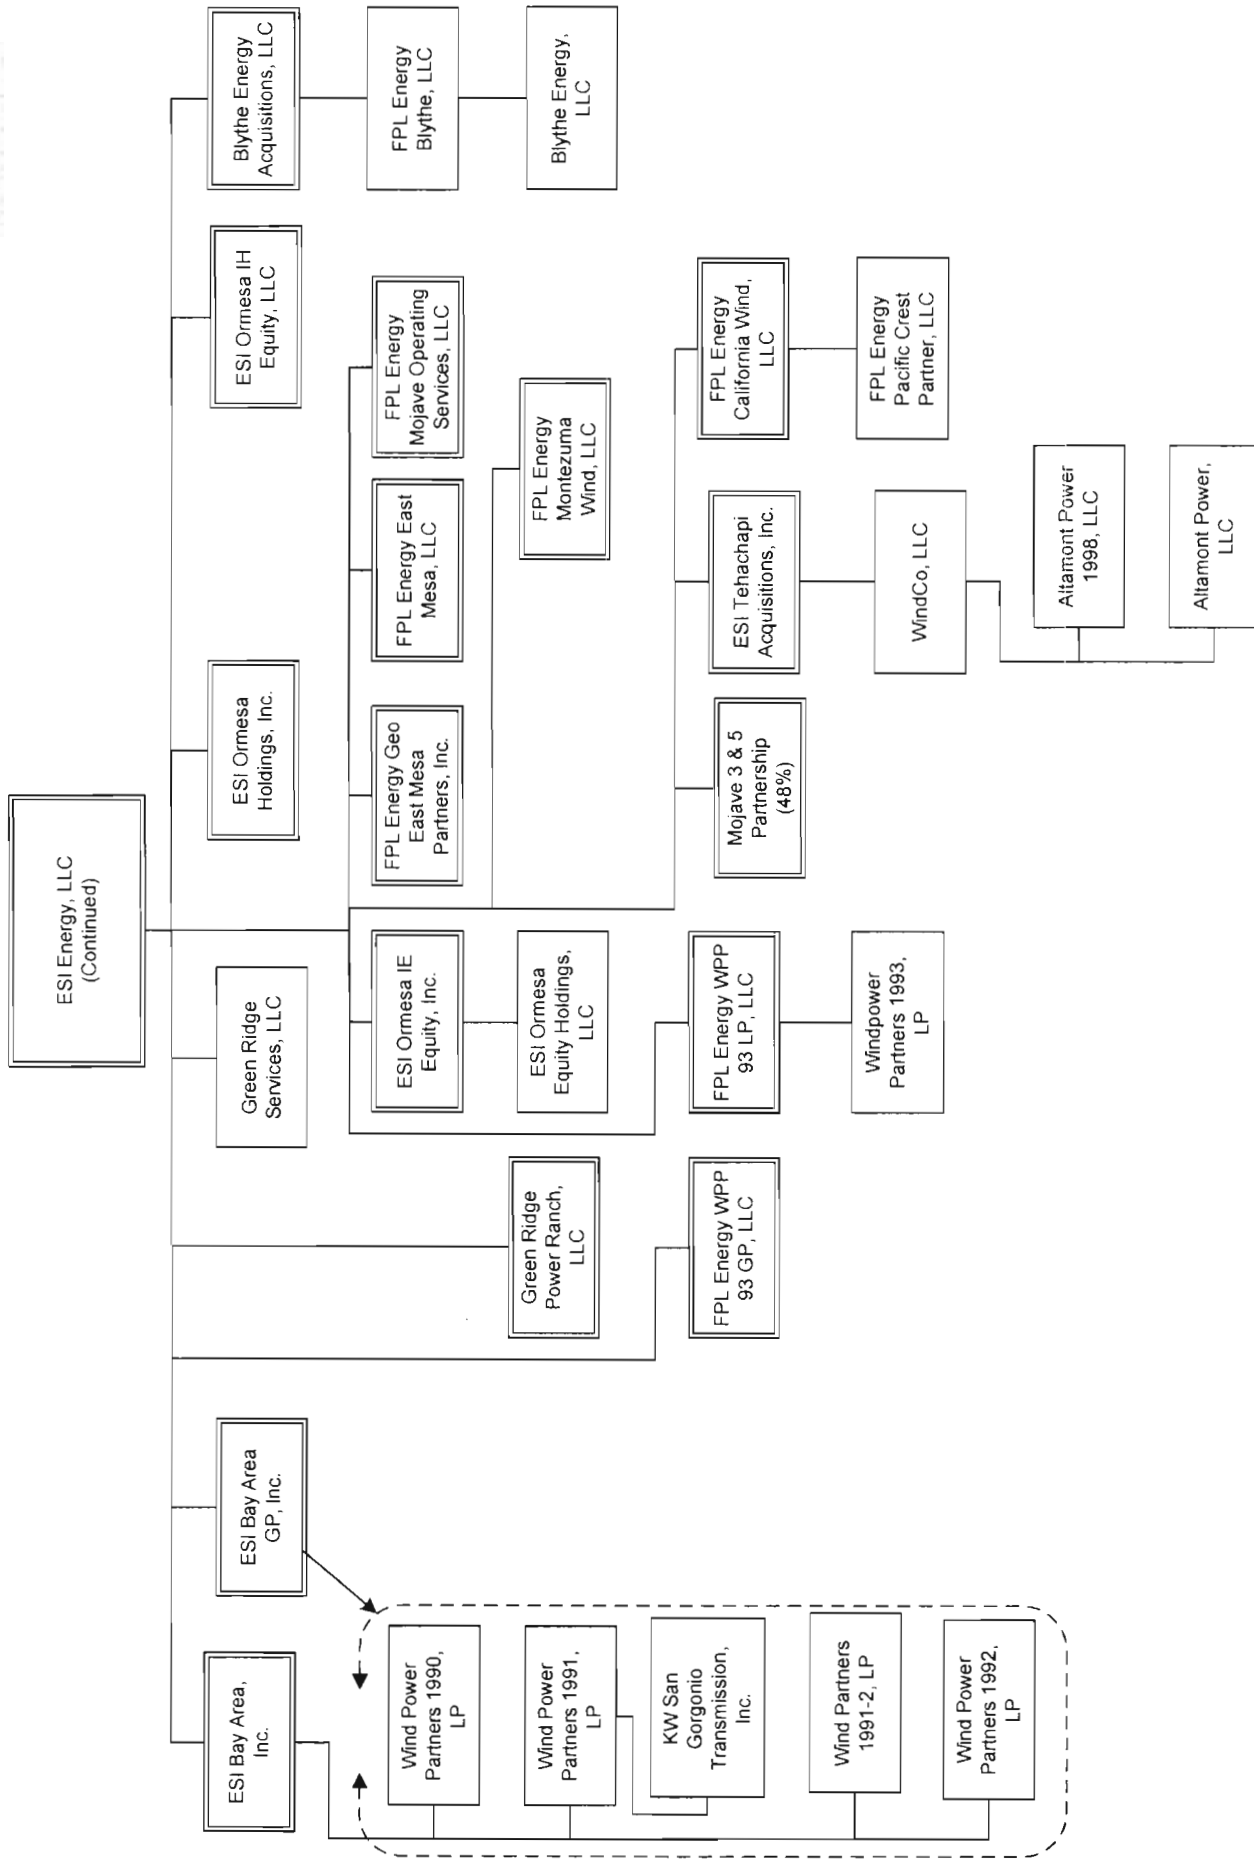 ESI Energy, LLC
(Continued)
ESI Bay Area,
Inc.
ESI Bay Area
GP, Inc.
Green Ridge
Services, LLC
ESI Ormesa
Holdings, Inc.
ESI Ormesa IH
Equity, LLC
Blythe Energy
Acquisitions, LLC
Wind Power
Partners 1990,
LP
ESI Ormesa IE
Equity, Inc.
FPL Energy Geo
East Mesa
Partners, Inc.
FPL Energy East
Mesa, LLC
FPL Energy
Mojave Operating
Services, LLC
FPL Energy
Blythe, LLC
Wind Power
Partners 1991,
LP
Green Ridge
Power Ranch,
LLC
ESI Ormesa
Equity Holdings,
LLC
FPL Energy
Montezuma
Wind, LLC
Blythe Energy,
LLC
KW San
Gorgonio
Transmission,
Inc.
FPL Energy WPP
93 GP, LLC
FPL Energy WPP
93 LP, LLC
Mojave 3 & 5
Partnership
(48%)
ESI Tehachapi
Acquisitions, Inc.
FPL Energy
California Wind,
LLC
Wind Partners
1991-2, LP
Windpower
Partners 1993,
LP
WindCo, LLC
FPL Energy
Pacific Crest
Partner, LLC
Wind Power
Partners 1992,
LP
Altamont Power
1998, LLC
Altamont Power,
LLC